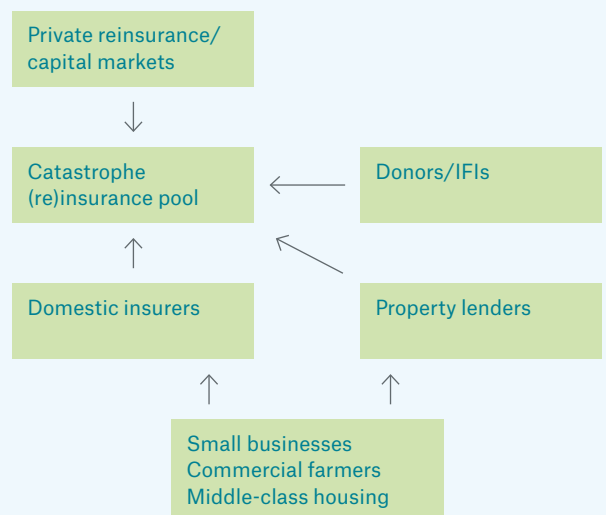 Private reinsurance/
capital markets
Catastrophe
(re)insurance pool
Donors/IFIs
Domestic insurers
Property lenders
Small businesses
Commercial farmers
Middle-class housing